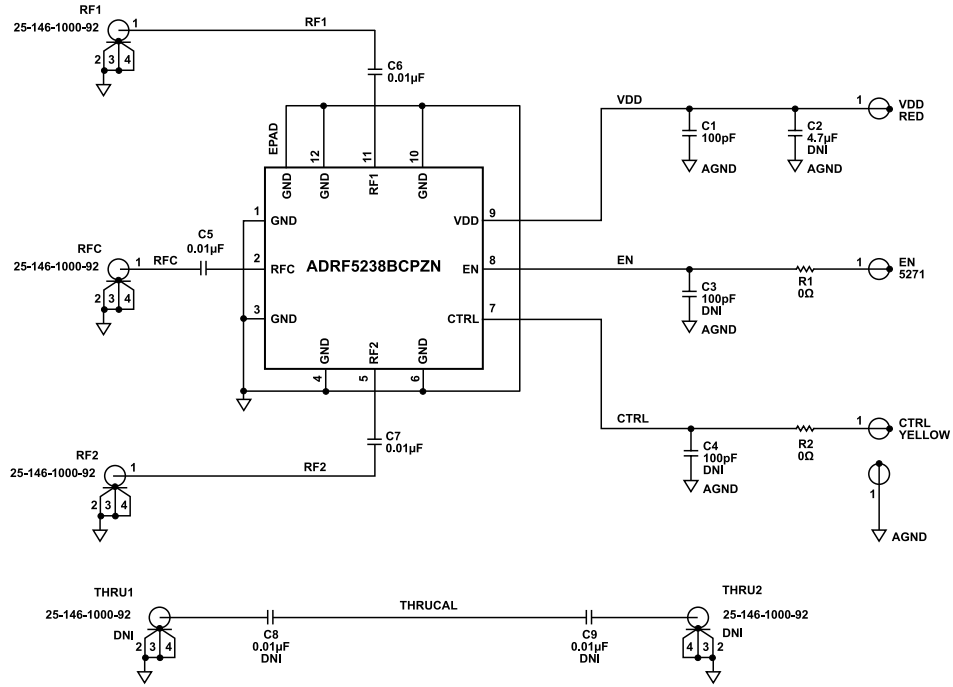 RF1
25-146-1000-92
1
2 3 4
RF1
C6
0.01µF
EPAD
12
11
10
GND
GND
RF1
GND
VDD
C1
100pF
AGND
C2
4.7µF
DNI
AGND
1
VDD
RED
RFC
25-146-1000-92
1
2 3 4
RFC
C5
0.01µF
1
GND
2
RFC
3
GND
ADRF5238BCPZN
VDD
9
EN
8
CTRL
7
GND
RF2
GND
4
5
6
EN
C3
100pF
DNI
AGND
R1
0Ω
1
EN
5271
CTRL
C4
100pF
DNI
AGND
R2
0Ω
1
CTRL
YELLOW
1
AGND
C7
0.01µF
RF2
25-146-1000-92
1
2 3 4
RF2
THRU1
25-146-1000-92
DNI
2 3 4
C8
0.01µF
DNI
THRUCAL
C9
0.01µF
DNI
THRU2
25-146-1000-92
DNI
4 3 2